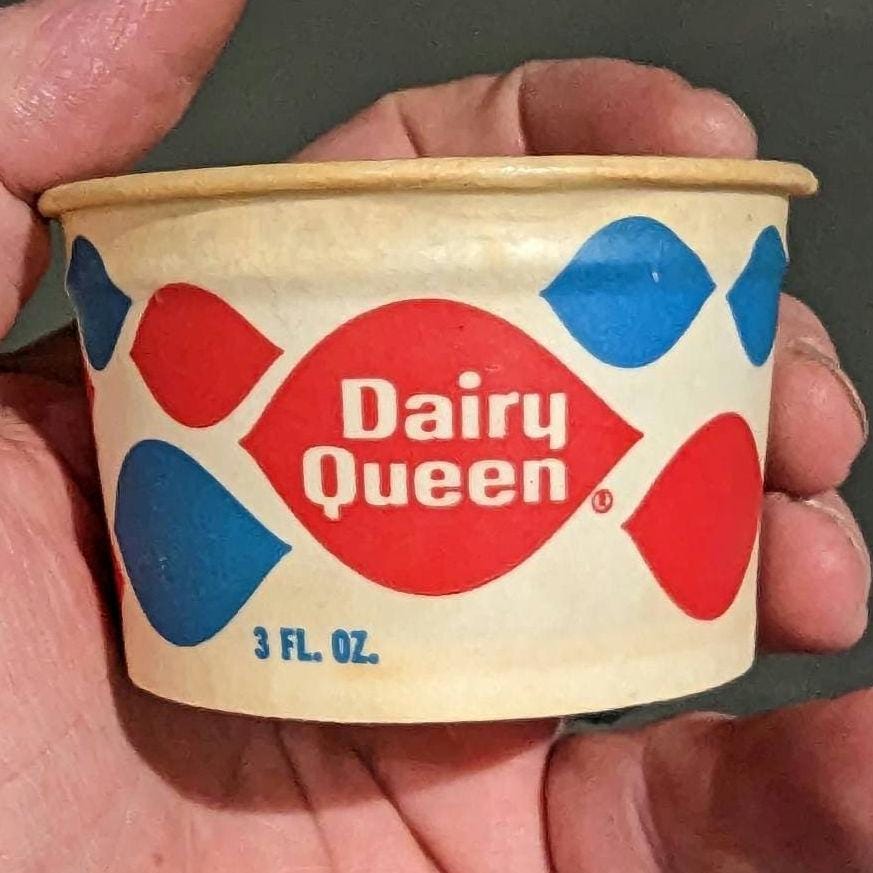 Dairy
Queen
3 FL. OZ.